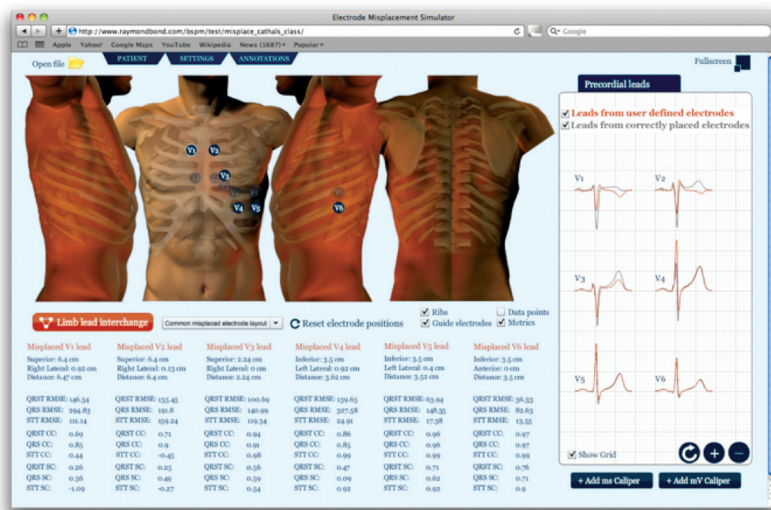 Electrode Misplacement Simulator
http://www.raymondbond.com/bspm/test/misplace_cathals_class/
Google
Apple Yahoo! Google Maps YouTube Wikipedia News (1687) Popular
Open file PATIENT SETTINGS ANNOTATIONS Fullscreen
Precordial leads
Leads from user defined electrodes
Leads from correctly placed electrodes
V1 V2
V3
V4 V5
V6
V1 V2
V3 V4
V5 V6
Show Grid
+ Add ms Caliper + Add mV Caliper
Limb lead interchange Common misplaced electrode layout Reset electrode positions
Ribs Data points
Guide electrodes Metrics
Misplaced V1 lead Misplaced V2 lead Misplaced V3 lead Misplaced V4 lead Misplaced V5 lead Misplaced V6 lead
Superior: 6.4 cm Superior: 6.4 cm Superior: 2.24 cm Inferior: 3.5 cm Inferior: 3.5 cm Inferior: 3.5 cm
Right Lateral: 0.92 cm Right Lateral: 0.13 cm Right Lateral: 0 cm Left Lateral: 0.92 cm Left Lateral: 0.4 cm Anterior: 0 cm
Distance: 6.47 cm Distance: 6.4 cm Distance: 2.24 cm Distance: 3.62 cm Distance: 3.52 cm Distance: 3.5 cm
QRST RMSE: 146.54 QRST RMSE: 135.45 QRST RMSE: 100.69 QRST RMSE: 139.65 QRST RMSE: 63.94 QRST RMSE: 36.33
QRS RMSE: 294.83 QRS RMSE: 191.8 QRS RMSE: 140.99 QRS RMSE: 327.58 QRS RMSE: 148.35 QRS RMSE: 82.63
STT RMSE: 111.14 STT RMSE: 159.24 STT RMSE: 119.34 STT RMSE: 24.91 STT RMSE: 17.38 STT RMSE: 13.55
QRST CC: 0.69 QRST CC: 0.71 QRST CC: 0.94 QRST CC: 0.86 QRST CC: 0.96 QRST CC: 0.97
QRS CC: 0.85 QRS CC: 0.9 QRS CC: 0.91 QRS CC: 0.85 QRS CC: 0.96 QRS CC: 0.97
STT CC: 0.44 STT CC: -0.45 STT CC: 0.98 STT CC: 0.99 STT CC: 0.99 STT CC: 0.99
QRST SC: 0.26 QRST SC: 0.25 QRST SC: 0.56 QRST SC: 0.47 QRST SC: 0.71 QRST SC: 0.76
QRS SC: 0.36 QRS SC: 0.49 QRS SC: 0.59 QRS SC: 0.09 QRS SC: 0.62 QRS SC: 0.71
STT SC: -1.09 STT SC: -0.27 STT SC: 0.54 STT SC: 0.92 STT SC: 0.92 STT SC: 0.9